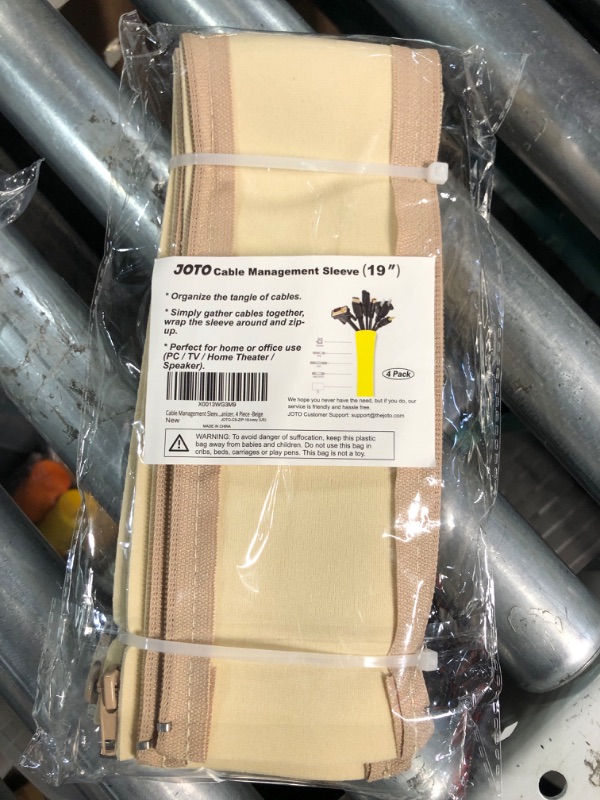 JOTO Cable Management Sleeve (19”)
* Organize the tangle of cables.
* Simply gather cables together,
wrap the sleeve around and zip-
up.
* Perfect for home or office use
(PC / TV / Home Theater /
Speaker).
4 Pack
X0013WG3M9
We hope you never have the need, but if you do, our
service is friendly and hassle free.
JOTO Customer Support: support@thejoto.com
Cable Management Sleev...anizer, 4 Piece -Beige
New
MADE IN CHINA
WARNING: To avoid danger of suffocation, keep this plastic
bag away from babies and children. Do not use this bag in
cribs, beds, carriages or play pens. This bag is not a toy.